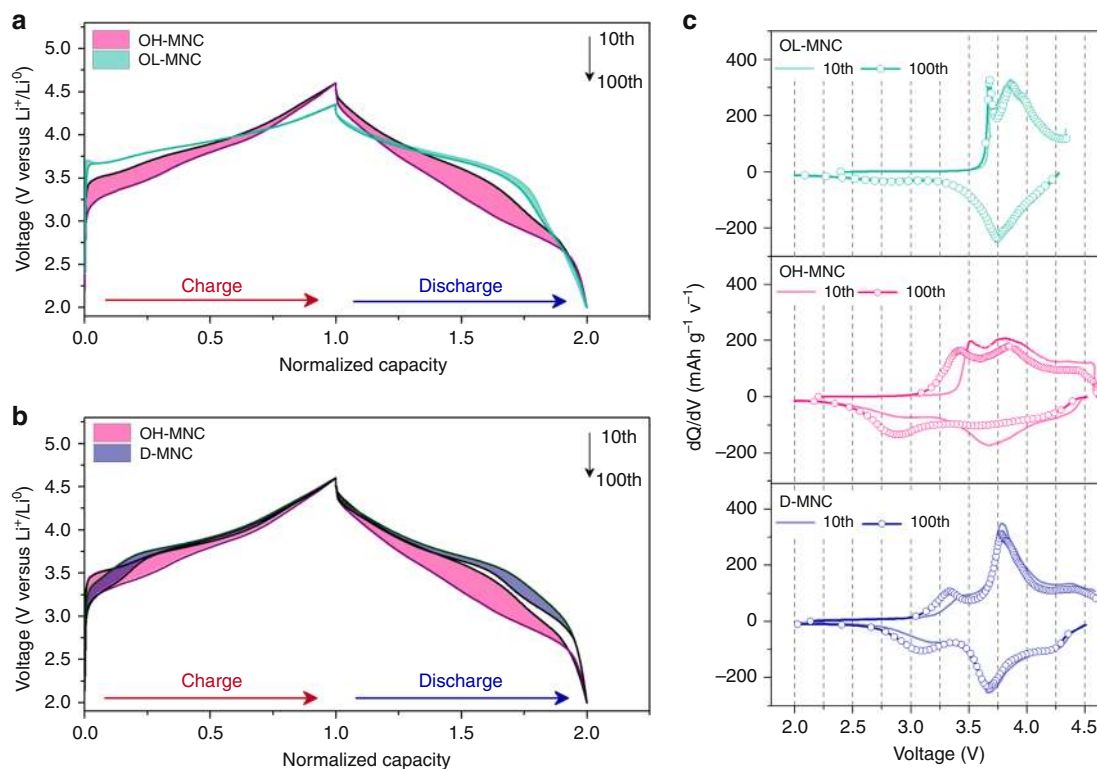 a
OH-MNC
OL-MNC
10th
100th
5.0
4.5
4.0
3.5
3.0
2.5
2.0
Voltage (V versus Li⁺/Li⁰)
Charge
Discharge
0.0
0.5
1.0
1.5
2.0
Normalized capacity
b
OH-MNC
D-MNC
10th
100th
5.0
4.5
4.0
3.5
3.0
2.5
2.0
Voltage (V versus Li⁺/Li⁰)
Charge
Discharge
0.0
0.5
1.0
1.5
2.0
Normalized capacity
c
OL-MNC
10th
100th
400
200
0
−200
OH-MNC
10th
100th
400
200
0
−200
D-MNC
10th
100th
400
200
0
−200
dQ/dV (mAh g⁻¹ v⁻¹)
2.0
2.5
3.0
3.5
4.0
4.5
Voltage (V)